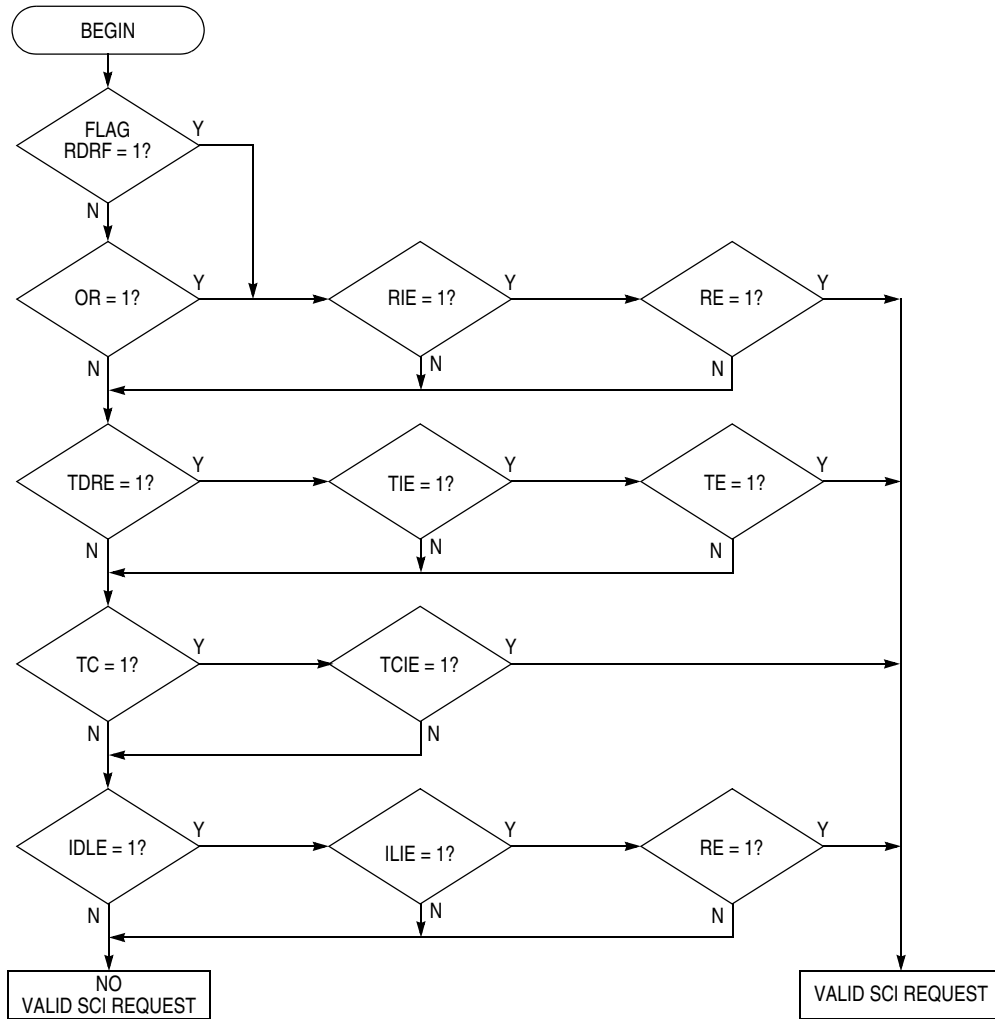 BEGIN
FLAG
RDRF = 1?
Y
N
OR = 1?
Y
RIE = 1?
Y
RE = 1?
Y
N
N
N
TDRE = 1?
Y
TIE = 1?
Y
TE = 1?
Y
N
N
N
TC = 1?
Y
TCIE = 1?
Y
N
N
IDLE = 1?
Y
ILIE = 1?
Y
RE = 1?
Y
N
N
N
NO
VALID SCI REQUEST
VALID SCI REQUEST